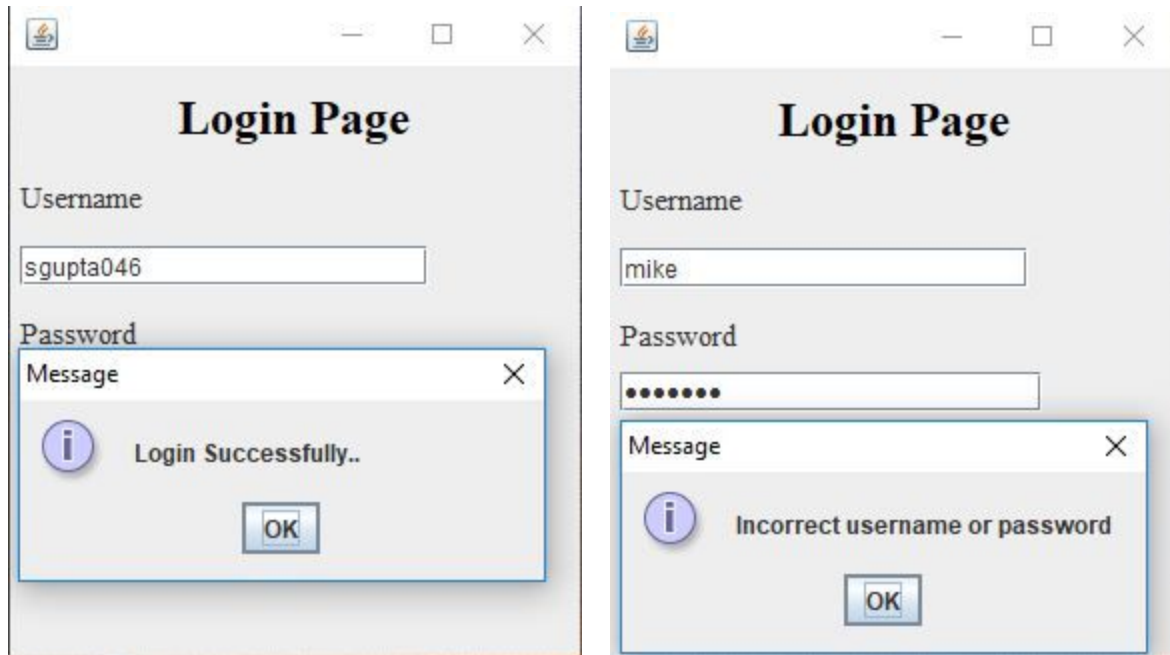 Login Page
Username
sgupta046
Password
Message
Login Successfully..
OK
Login Page
Username
mike
Password
•••••••
Message
Incorrect username or password
OK